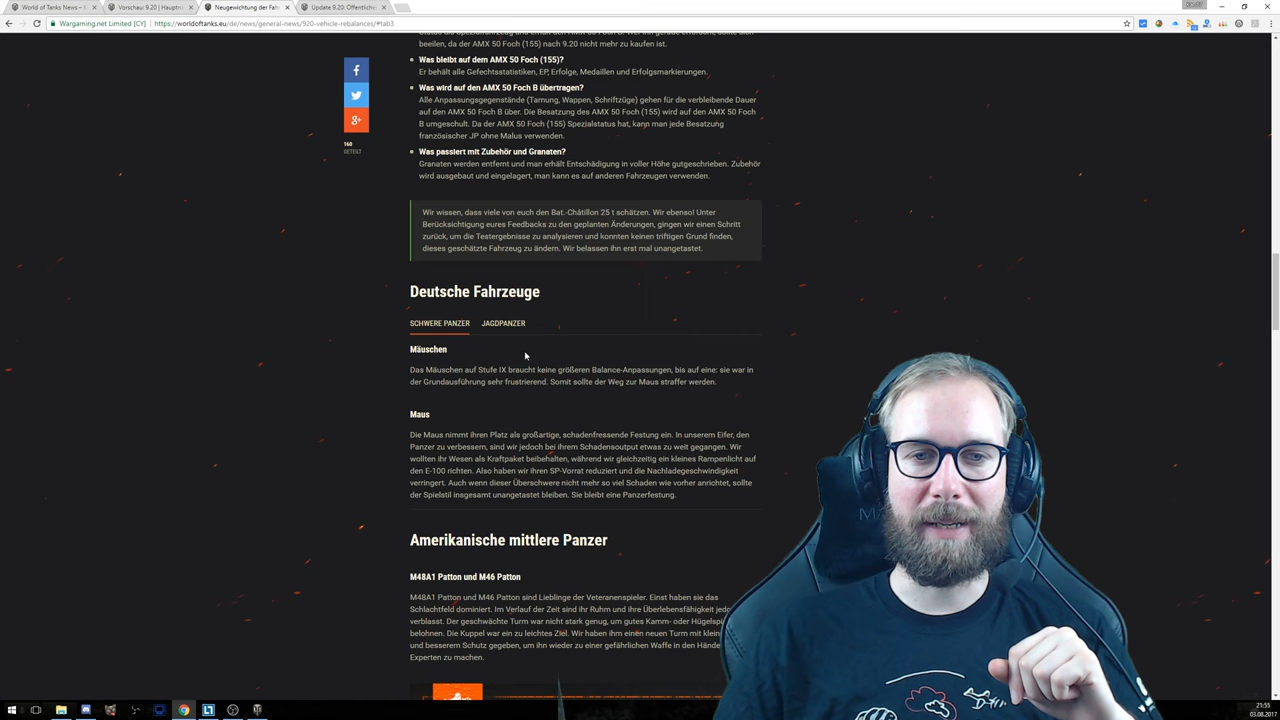 World of Tanks News –
Vorschau: 9.20 | Hauptn
Neugewichtung der Fah
Update 9.20: Öffentlicher
Wargaming.net Limited [CY]
https://worldoftanks.eu/de/news/general-news/920-vehicle-rebalances/#tab3
beeilen, da der AMX 50 Foch (155) nach 9.20 nicht mehr zu kaufen ist.
Was bleibt auf dem AMX 50 Foch (155)?
Er behält alle Gefechtsstatistiken, EP, Erfolge, Medaillen und Erfolgsmarkierungen.
Was wird auf den AMX 50 Foch B übertragen?
Alle Anpassungsgegenstände (Tarnung, Wappen, Schriftzüge) gehen für die verbleibende Dauer
auf den AMX 50 Foch B über. Die Besatzung des AMX 50 Foch (155) wird auf den AMX 50
Foch B umgeschult. Da der AMX 50 Foch (155) Spezialstatus hat, kann man jede Besatzung
französischer JP ohne Malus verwenden.
Was passiert mit Zubehör und Granaten?
Granaten werden entfernt und man erhält Entschädigung in voller Höhe gutgeschrieben. Zubehör
wird ausgebaut und eingelagert, man kann es auf anderen Fahrzeugen verwenden.
160
GETEILT
Wir wissen, dass viele von euch den Bat.-Châtillon 25 t schätzen. Wir ebenso! Unter
Berücksichtigung eures Feedbacks zu den geplanten Änderungen, gingen wir einen Schritt
zurück, um die Testergebnisse zu analysieren und konnten keinen triftigen Grund finden,
dieses geschätzte Fahrzeug zu ändern. Wir belassen ihn erst mal unangetastet.
Deutsche Fahrzeuge
SCHWERE PANZER
JAGDPANZER
Mäuschen
Das Mäuschen auf Stufe IX braucht keine größeren Balance-Anpassungen, bis auf eine: sie war in
der Grundausführung sehr frustrierend. Somit sollte der Weg zur Maus straffer werden.
Maus
Die Maus nimmt ihren Platz als großartige, schadenfressende Festung ein. In unserem Eifer, den
Panzer zu verbessern, sind wir jedoch bei ihrem Schadensoutput etwas zu weit gegangen. Wir
wollten ihr Wesen als Kraftpaket beibehalten, während wir gleichzeitig ein kleines Rampenlicht auf
den E-100 richten. Also haben wir ihren SP-Vorrat reduziert und die Nachladegeschwindigkeit
verringert. Auch wenn dieser Überschwere nicht mehr so viel Schaden wie vorher anrichtet, sollte
der Spielstil insgesamt unangetastet bleiben. Sie bleibt eine Panzerfestung.
Amerikanische mittlere Panzer
M48A1 Patton und M46 Patton
M48A1 Patton und M46 Patton sind Lieblinge der Veteranenspieler. Einst haben sie das
Schlachtfeld dominiert. Im Verlauf der Zeit sind ihr Ruhm und ihre Überlebensfähigkeit jed
verblasst. Der geschwächte Turm war nicht stark genug, um gutes Kamm- oder Hügelspi
belohnen. Die Kuppel war ein zu leichtes Ziel. Wir haben ihm einen neuen Turm mit klein
und besserem Schutz gegeben, um ihn wieder zu einer gefährlichen Waffe in den Hände
Experten zu machen.
21:55
03.08.2017